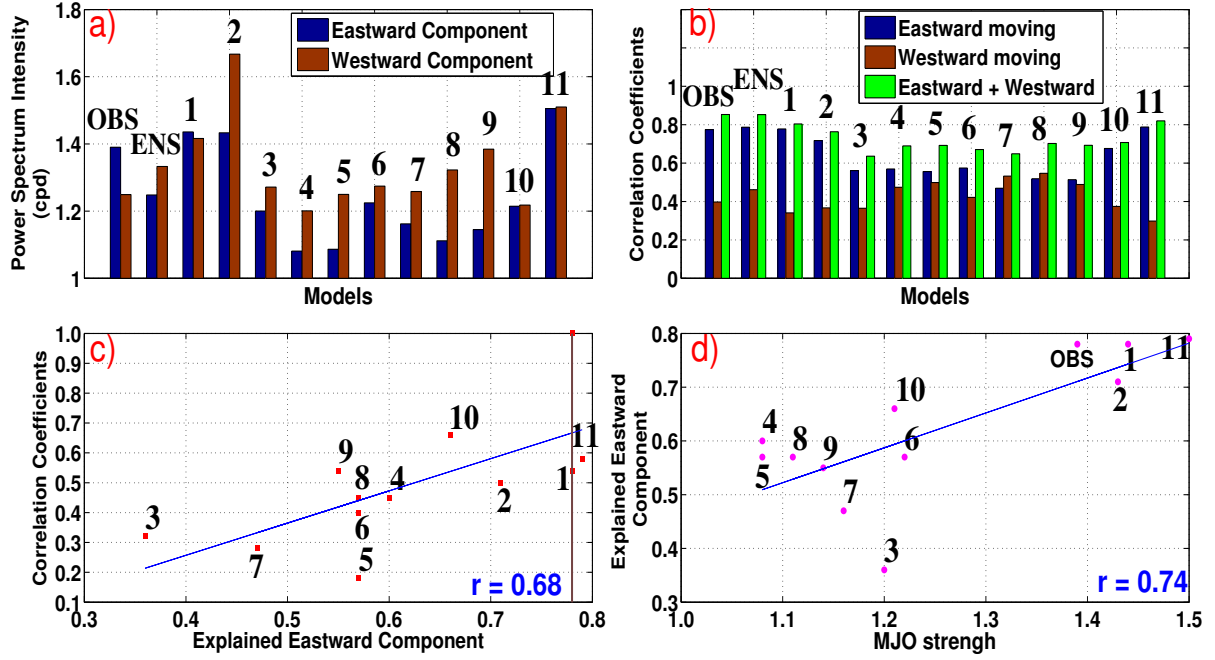 a)
Eastward Component
Westward Component
Power Spectrum Intensity
(cpd)
1.8
1.6
1.4
1.2
1
OBS
ENS
1
2
3
4
5
6
7
8
9
10
11
Models
b)
Eastward moving
Westward moving
Eastward + Westward
Correlation Coefficients
1
0.8
0.6
0.4
0.2
0
OBS
ENS
1
2
3
4
5
6
7
8
9
10
11
Models
c)
Correlation Coefficients
1.0
0.9
0.8
0.7
0.6
0.5
0.4
0.3
0.2
0.1
3
7
9
8
6
5
4
10
2
1
11
r = 0.68
0.3 0.4 0.5 0.6 0.7 0.8
Explained Eastward Component
d)
Explained Eastward
Component
0.8
0.7
0.6
0.5
0.4
0.3
OBS
1
11
2
10
4
8
9
6
5
7
3
r = 0.74
1.0 1.1 1.2 1.3 1.4 1.5
MJO strengh